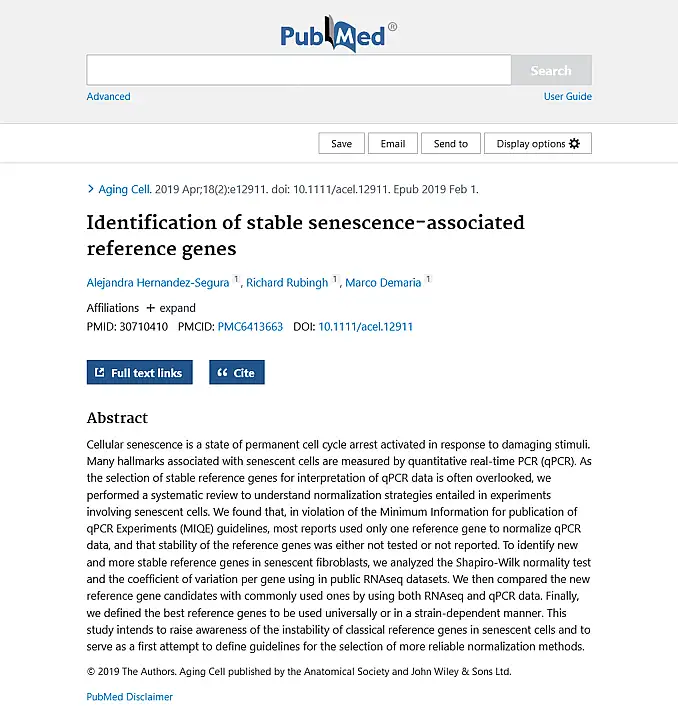 PubMed®
Search
Advanced
User Guide
Save
Email
Send to
Display options
Aging Cell. 2019 Apr;18(2):e12911. doi: 10.1111/acel.12911. Epub 2019 Feb 1.
Identification of stable senescence-associated
reference genes
Alejandra Hernandez-Segura 1, Richard Rubingh 1, Marco Demaria 1
Affiliations + expand
PMID: 30710410 PMCID: PMC6413663 DOI: 10.1111/acel.12911
Full text links
Cite
Abstract
Cellular senescence is a state of permanent cell cycle arrest activated in response to damaging stimuli.
Many hallmarks associated with senescent cells are measured by quantitative real-time PCR (qPCR). As
the selection of stable reference genes for interpretation of qPCR data is often overlooked, we
performed a systematic review to understand normalization strategies entailed in experiments
involving senescent cells. We found that, in violation of the Minimum Information for publication of
qPCR Experiments (MIQE) guidelines, most reports used only one reference gene to normalize qPCR
data, and that stability of the reference genes was either not tested or not reported. To identify new
and more stable reference genes in senescent fibroblasts, we analyzed the Shapiro-Wilk normality test
and the coefficient of variation per gene using in public RNAseq datasets. We then compared the new
reference gene candidates with commonly used ones by using both RNAseq and qPCR data. Finally,
we defined the best reference genes to be used universally or in a strain-dependent manner. This
study intends to raise awareness of the instability of classical reference genes in senescent cells and to
serve as a first attempt to define guidelines for the selection of more reliable normalization methods.
© 2019 The Authors. Aging Cell published by the Anatomical Society and John Wiley & Sons Ltd.
PubMed Disclaimer